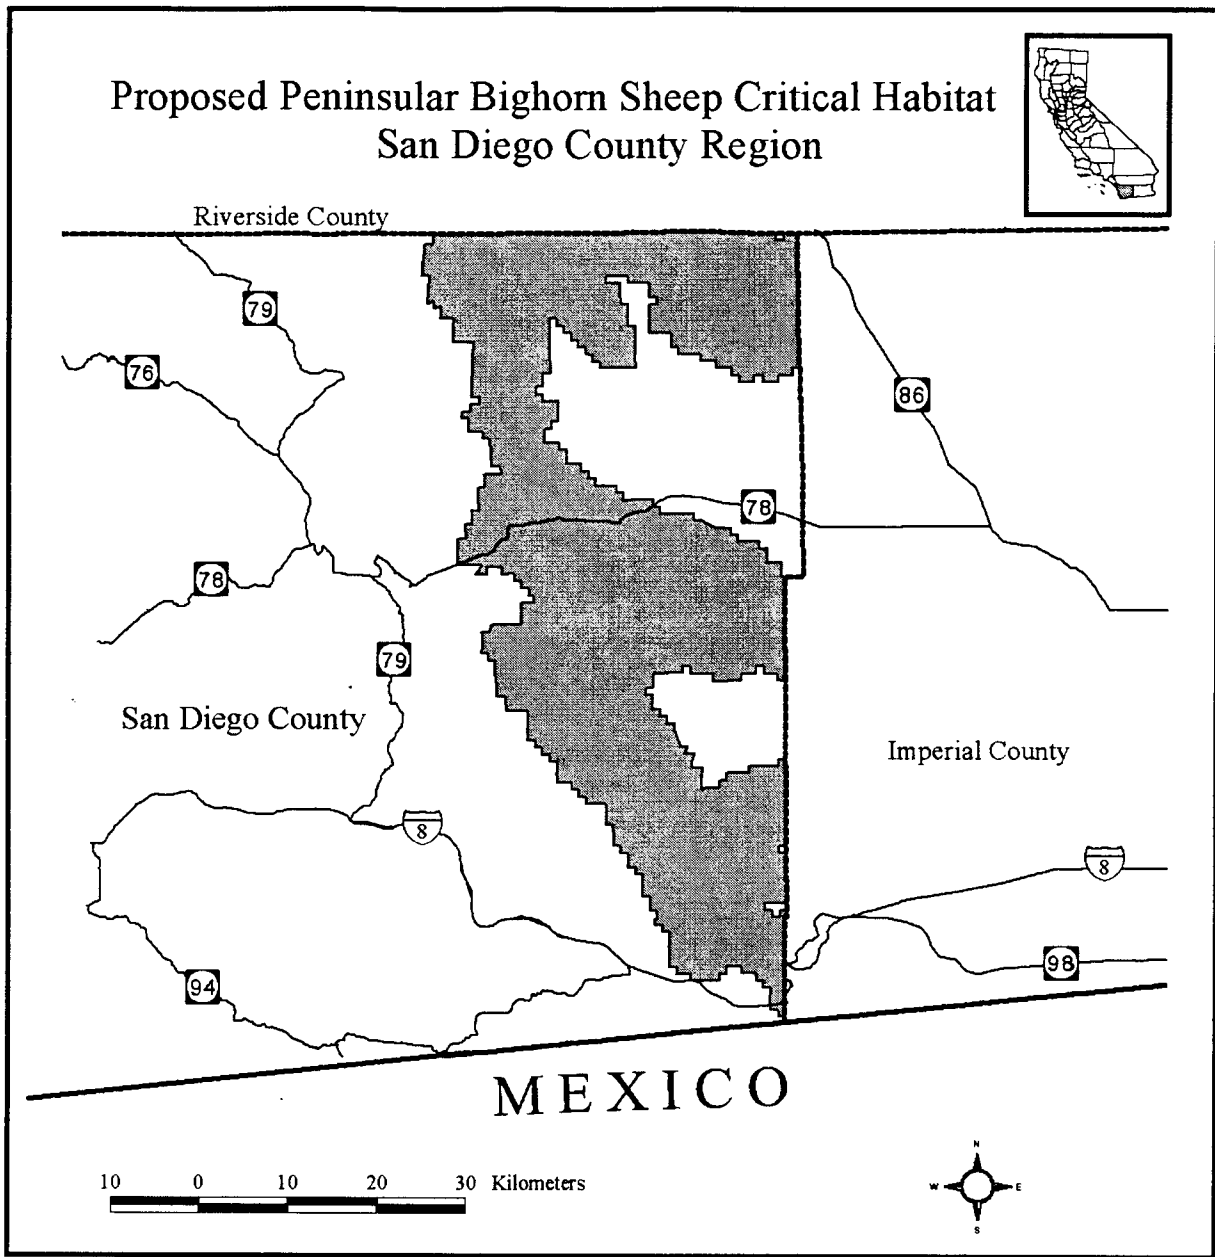 Proposed Peninsular Bighorn Sheep Critical Habitat
San Diego County Region
Riverside County
79
76
86
78
78
79
San Diego County
Imperial County
8
8
94
98
MEXICO
10 0 10 20 30 Kilometers
N
W E
S